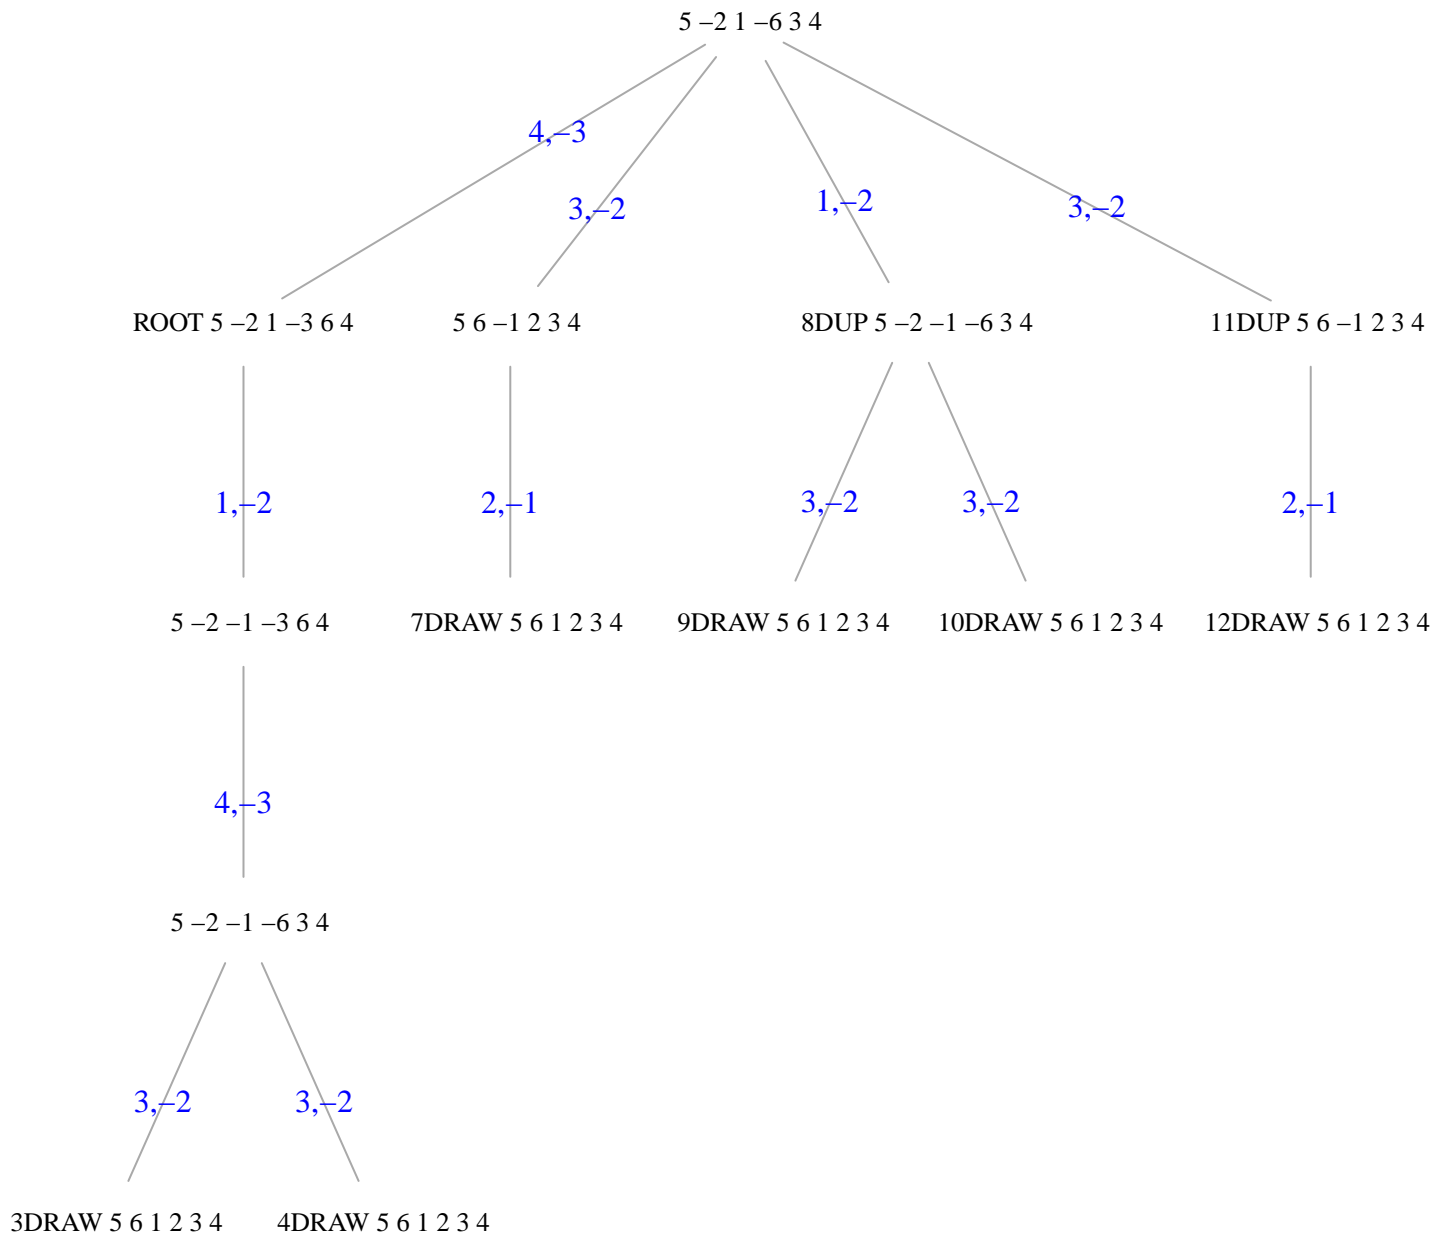 5 –2 1 –6 3 4
4,–3
3,–2
1,–2
3,–2
ROOT 5 –2 1 –3 6 4
5 6 –1 2 3 4
8DUP 5 –2 –1 –6 3 4
11DUP 5 6 –1 2 3 4
1,–2
2,–1
3,–2
3,–2
2,–1
5 –2 –1 –3 6 4
7DRAW 5 6 1 2 3 4
9DRAW 5 6 1 2 3 4
10DRAW 5 6 1 2 3 4
12DRAW 5 6 1 2 3 4
4,–3
5 –2 –1 –6 3 4
3,–2
3,–2
3DRAW 5 6 1 2 3 4
4DRAW 5 6 1 2 3 4